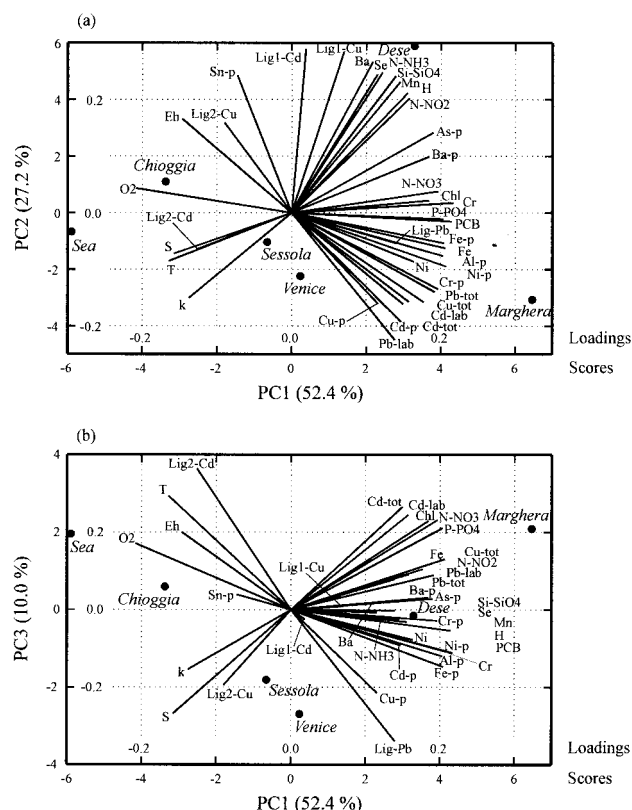 (a)
6
4
2
0
-2
-4
-6
-4
-2
0
2
4
6
0.2
0.0
-0.2
-0.2
0.0
0.2
PC2 (27.2 %)
PC1 (52.4 %)
Loadings
Scores
Lig1-Cd
Lig1-Cu
Dese
Ba
Se
N-NH3
Si-SiO4
Mn
H
N-NO2
Sn-p
Eh
Lig2-Cu
As-p
Ba-p
Chioggia
O2
N-NO3
Chl
Cr
P-PO4
PCB
Lig2-Cd
Lig-Pb
Fe-p
Sea
S
Sessola
Fe
T
Al-p
Ni
Ni-p
k
Venice
Cr-p
Pb-tot
Marghera
Cu-tot
Cd-lab
Cu-p
Cd-p
Cd-tot
Pb-lab
(b)
4
2
0
-2
-4
-6
-4
-2
0
2
4
6
0.2
0.0
-0.2
-0.2
0.0
0.2
PC3 (10.0 %)
PC1 (52.4 %)
Loadings
Scores
Lig2-Cd
T
Cd-tot
Cd-lab
Chl
N-NO3
Marghera
Eh
P-PO4
Sea
O2
Lig1-Cu
Fe
Cu-tot
N-NO2
Pb-lab
Chioggia
Pb-tot
Sn-p
Ba-p
As-p
Dese
Si-SiO4
Se
Cr-p
Mn
Lig1-Cd
Ba
Ni
H
N-NH3
Ni-p
PCB
k
Cd-p
Al-p
Cr
Fe-p
Lig2-Cu
Sessola
Cu-p
S
Venice
Lig-Pb